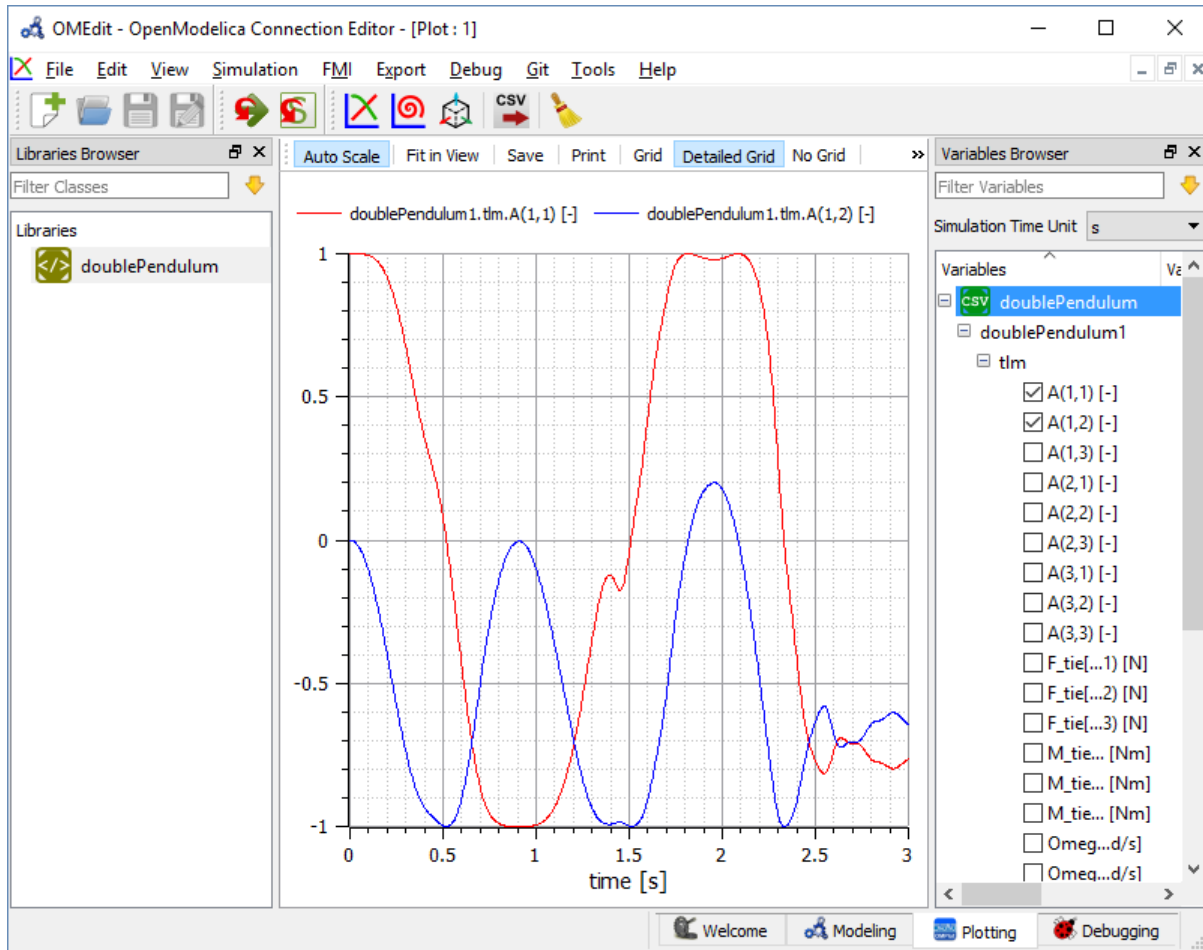 OMEdit - OpenModelica Connection Editor - [Plot : 1]
File Edit View Simulation FMI Export Debug Git Tools Help
CSV
Libraries Browser
Filter Classes
Libraries
doublePendulum
Auto Scale Fit in View Save Print Grid Detailed Grid No Grid »
doublePendulum1.tlm.A(1,1) [-] doublePendulum1.tlm.A(1,2) [-]
1
0.5
0
-0.5
-1
0 0.5 1 1.5 2 2.5 3
time [s]
Variables Browser
Filter Variables
Simulation Time Unit s
Variables Va
CSV doublePendulum
doublePendulum1
tlm
A(1,1) [-]
A(1,2) [-]
A(1,3) [-]
A(2,1) [-]
A(2,2) [-]
A(2,3) [-]
A(3,1) [-]
A(3,2) [-]
A(3,3) [-]
F_tie[...1) [N]
F_tie[...2) [N]
F_tie[...3) [N]
M_tie... [Nm]
M_tie... [Nm]
M_tie... [Nm]
Omeg...d/s]
Omeg...d/s]
Welcome Modeling Plotting Debugging